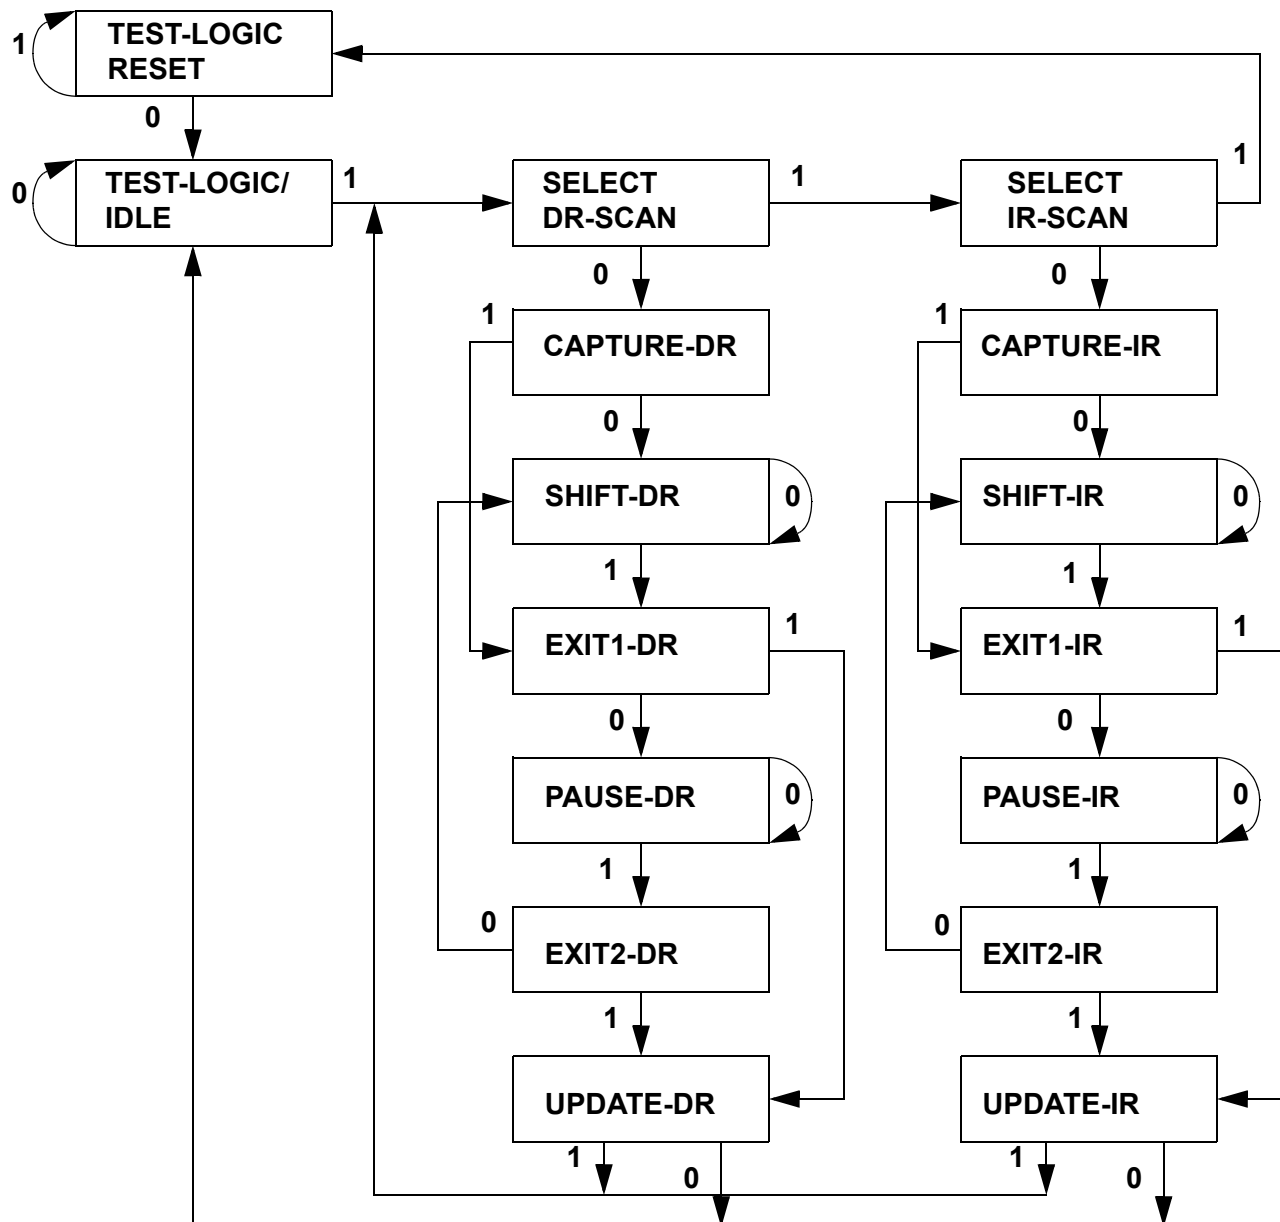 TEST-LOGIC
RESET
1
0
TEST-LOGIC/
IDLE
0
1
SELECT
DR-SCAN
1
SELECT
IR-SCAN
1
0
0
1
CAPTURE-DR
1
CAPTURE-IR
0
0
SHIFT-DR
0
SHIFT-IR
0
1
1
EXIT1-DR
1
EXIT1-IR
1
0
0
PAUSE-DR
0
PAUSE-IR
0
1
1
0
EXIT2-DR
0
EXIT2-IR
1
1
UPDATE-DR
UPDATE-IR
1
0
1
0